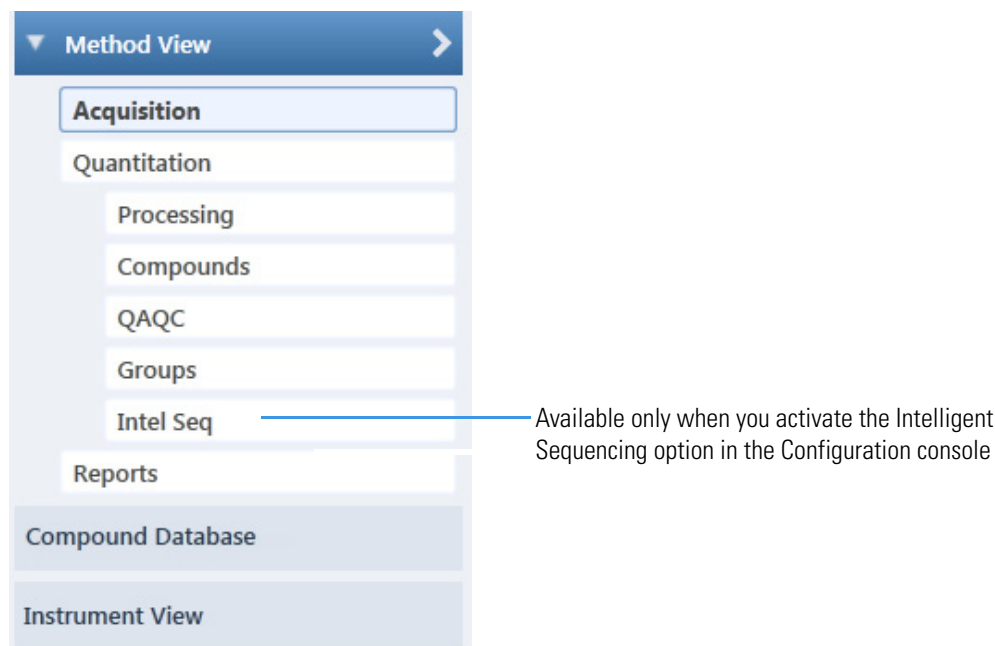 Method View
Acquisition
Quantitation
Processing
Compounds
QAQC
Groups
Intel Seq
Available only when you activate the Intelligent
Sequencing option in the Configuration console
Reports
Compound Database
Instrument View